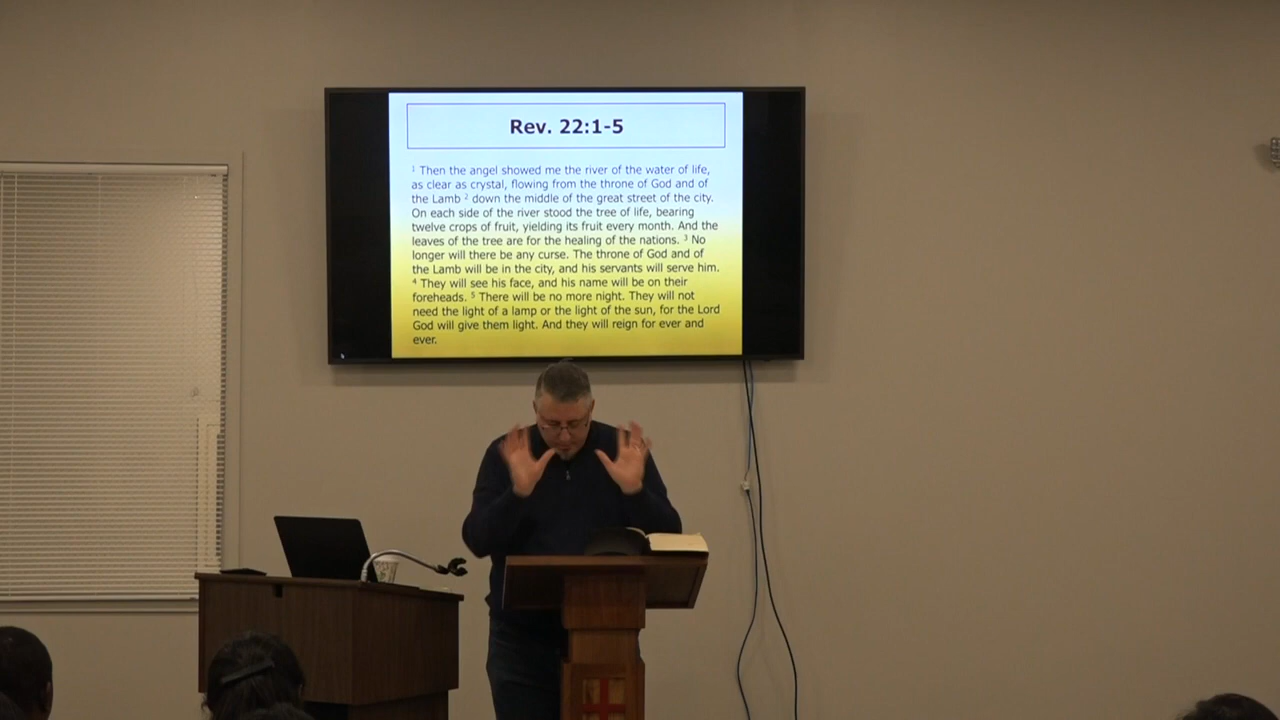 Rev. 22:1-5
1 Then the angel showed me the river of the water of life,
as clear as crystal, flowing from the throne of God and of
the Lamb 2 down the middle of the great street of the city.
On each side of the river stood the tree of life, bearing
twelve crops of fruit, yielding its fruit every month. And the
leaves of the tree are for the healing of the nations. 3 No
longer will there be any curse. The throne of God and of
the Lamb will be in the city, and his servants will serve him.
4 They will see his face, and his name will be on their
foreheads. 5 There will be no more night. They will not
need the light of a lamp or the light of the sun, for the Lord
God will give them light. And they will reign for ever and
ever.